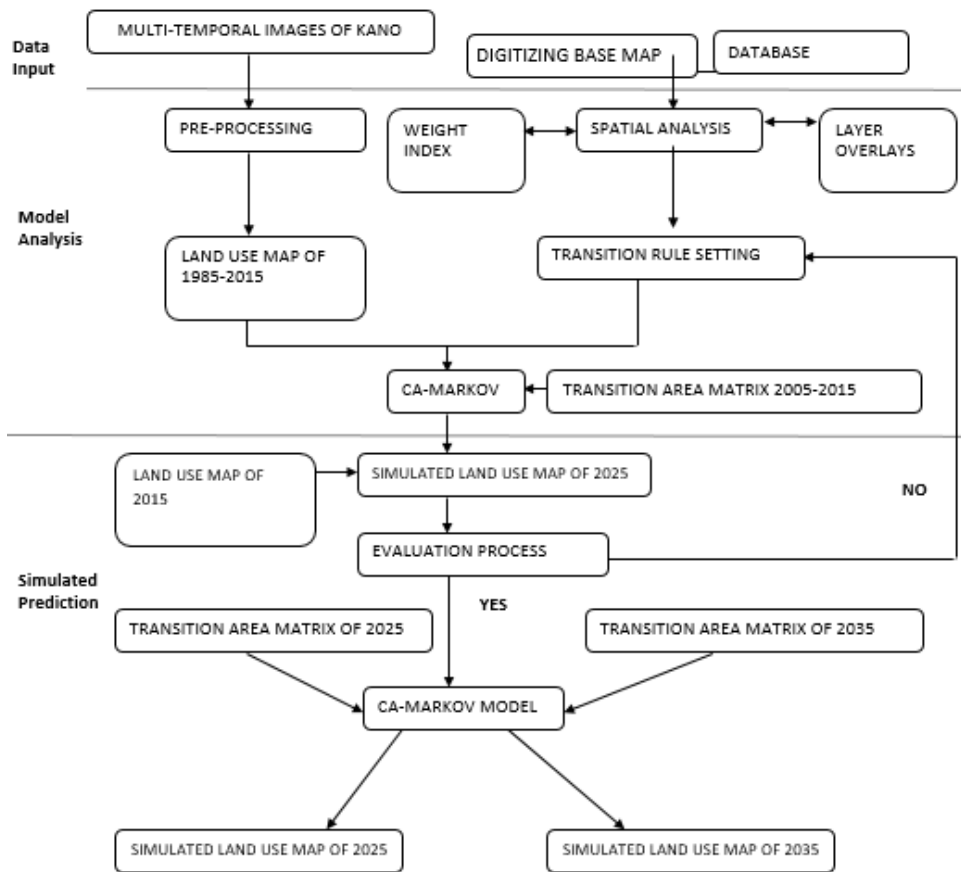 Data
Input
MULTI-TEMPORAL IMAGES OF KANO
DIGITIZING BASE MAP
DATABASE
Model
Analysis
PRE-PROCESSING
WEIGHT
INDEX
SPATIAL ANALYSIS
LAYER
OVERLAYS
LAND USE MAP OF
1985-2015
TRANSITION RULE SETTING
CA-MARKOV
TRANSITION AREA MATRIX 2005-2015
Simulated
Prediction
LAND USE MAP OF
2015
SIMULATED LAND USE MAP OF 2025
NO
EVALUATION PROCESS
YES
TRANSITION AREA MATRIX OF 2025
TRANSITION AREA MATRIX OF 2035
CA-MARKOV MODEL
SIMULATED LAND USE MAP OF 2025
SIMULATED LAND USE MAP OF 2035